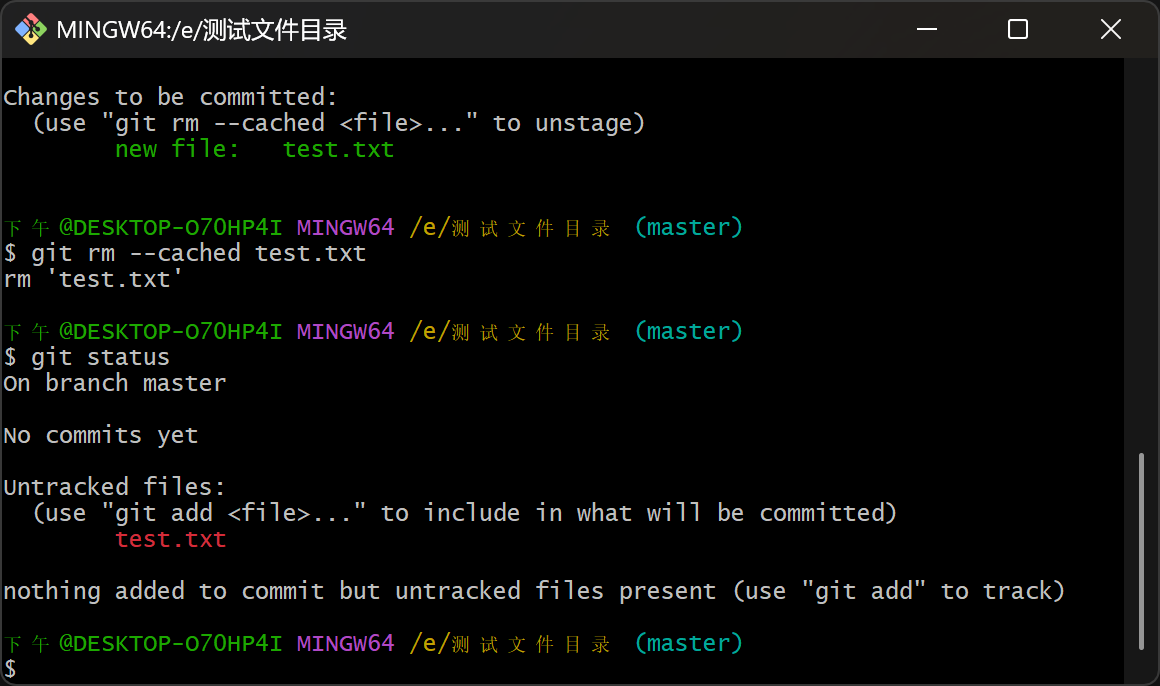 MINGW64:/e/测试文件目录
Changes to be committed:
  (use "git rm --cached <file>..." to unstage)
        new file:   test.txt
下午@DESKTOP-O70HP4I MINGW64 /e/测试文件目录 (master)
$ git rm --cached test.txt
rm 'test.txt'
下午@DESKTOP-O70HP4I MINGW64 /e/测试文件目录 (master)
$ git status
On branch master
No commits yet
Untracked files:
  (use "git add <file>..." to include in what will be committed)
        test.txt
nothing added to commit but untracked files present (use "git add" to track)
下午@DESKTOP-O70HP4I MINGW64 /e/测试文件目录 (master)
$